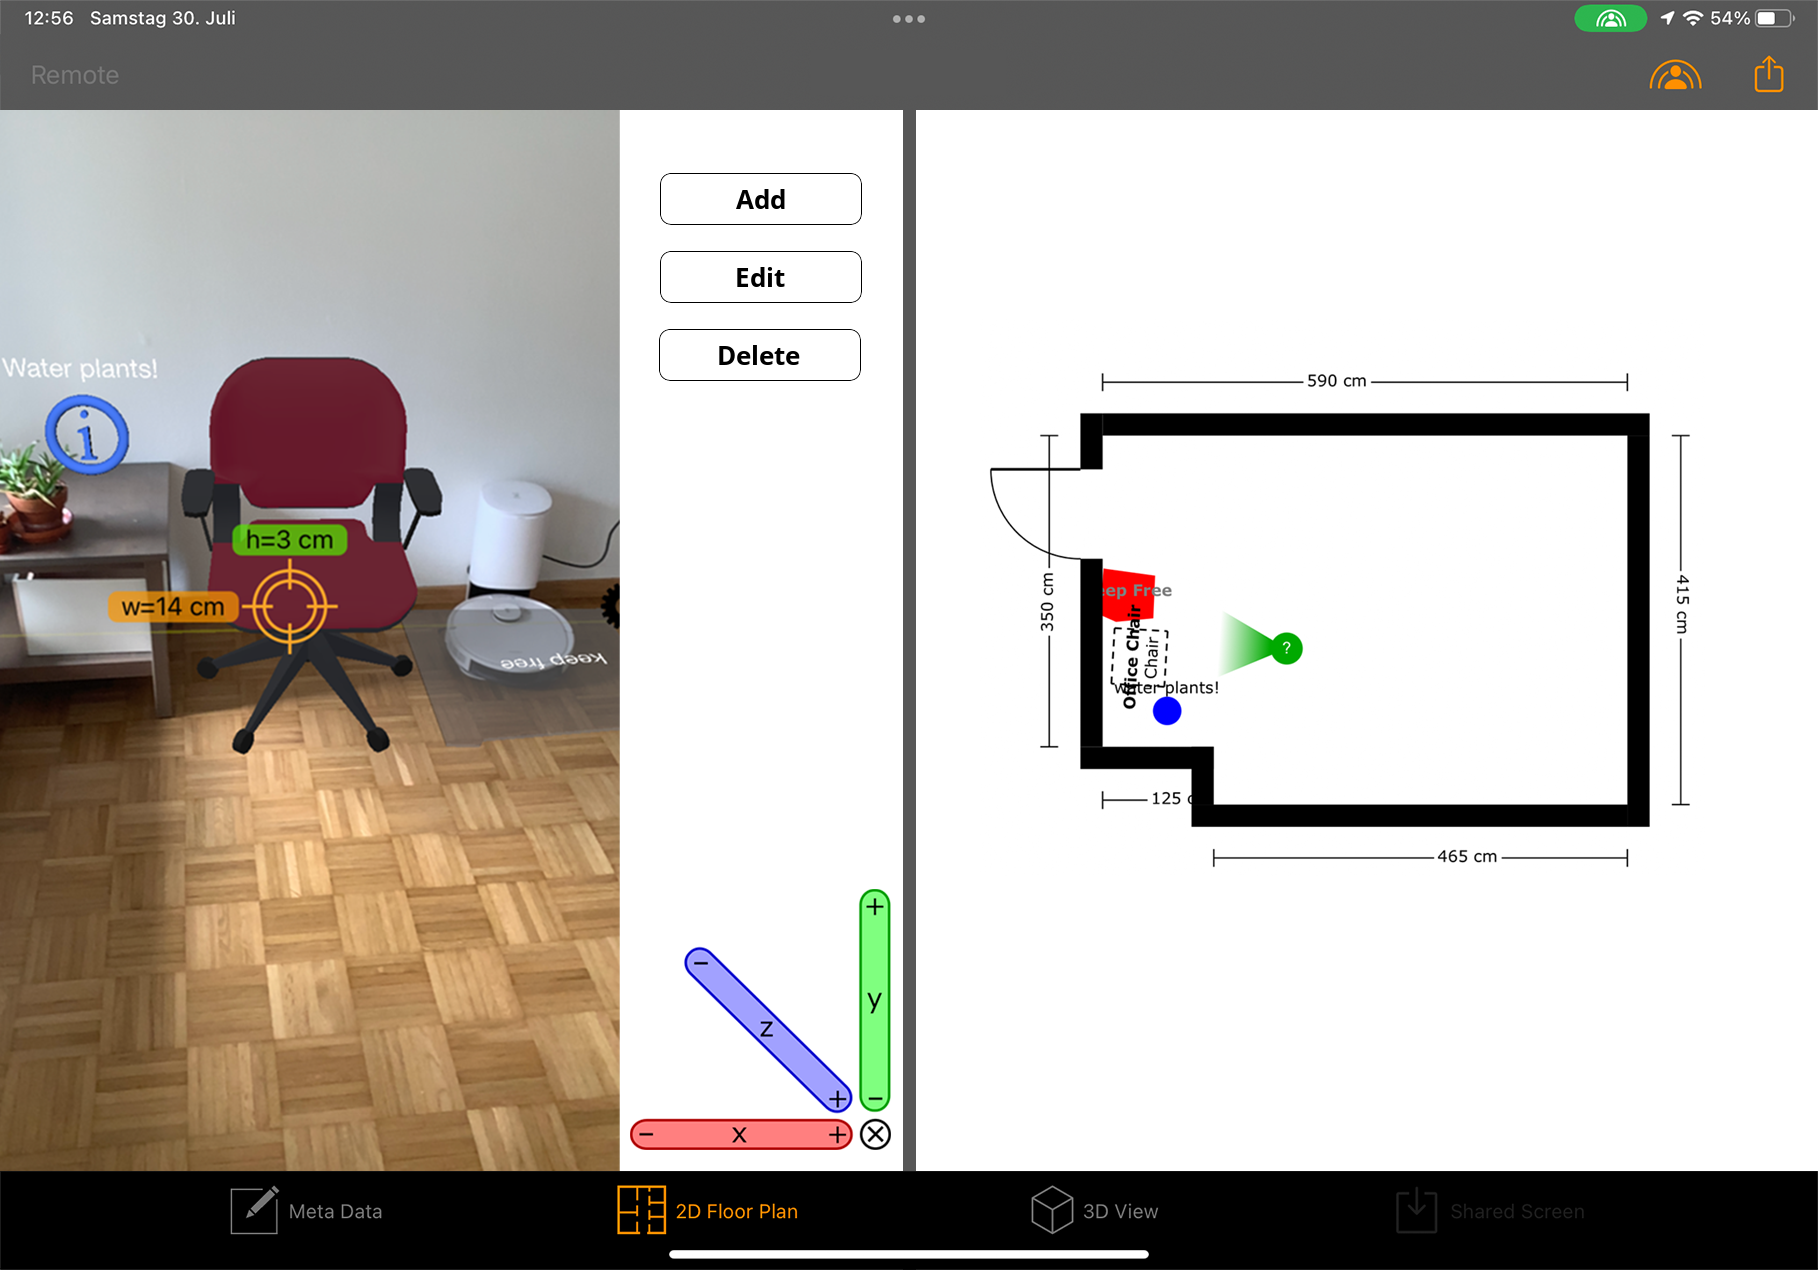 12:56 Samstag 30. Juli
54%
Remote
Water plants!
h=3 cm
w=14 cm
keep free
Add
Edit
Delete
+
y
−
−
z
+
− x +
590 cm
350 cm
415 cm
eep Free
Office Chair
Chair
?
Water plants!
125 c
465 cm
Meta Data
2D Floor Plan
3D View
Shared Screen